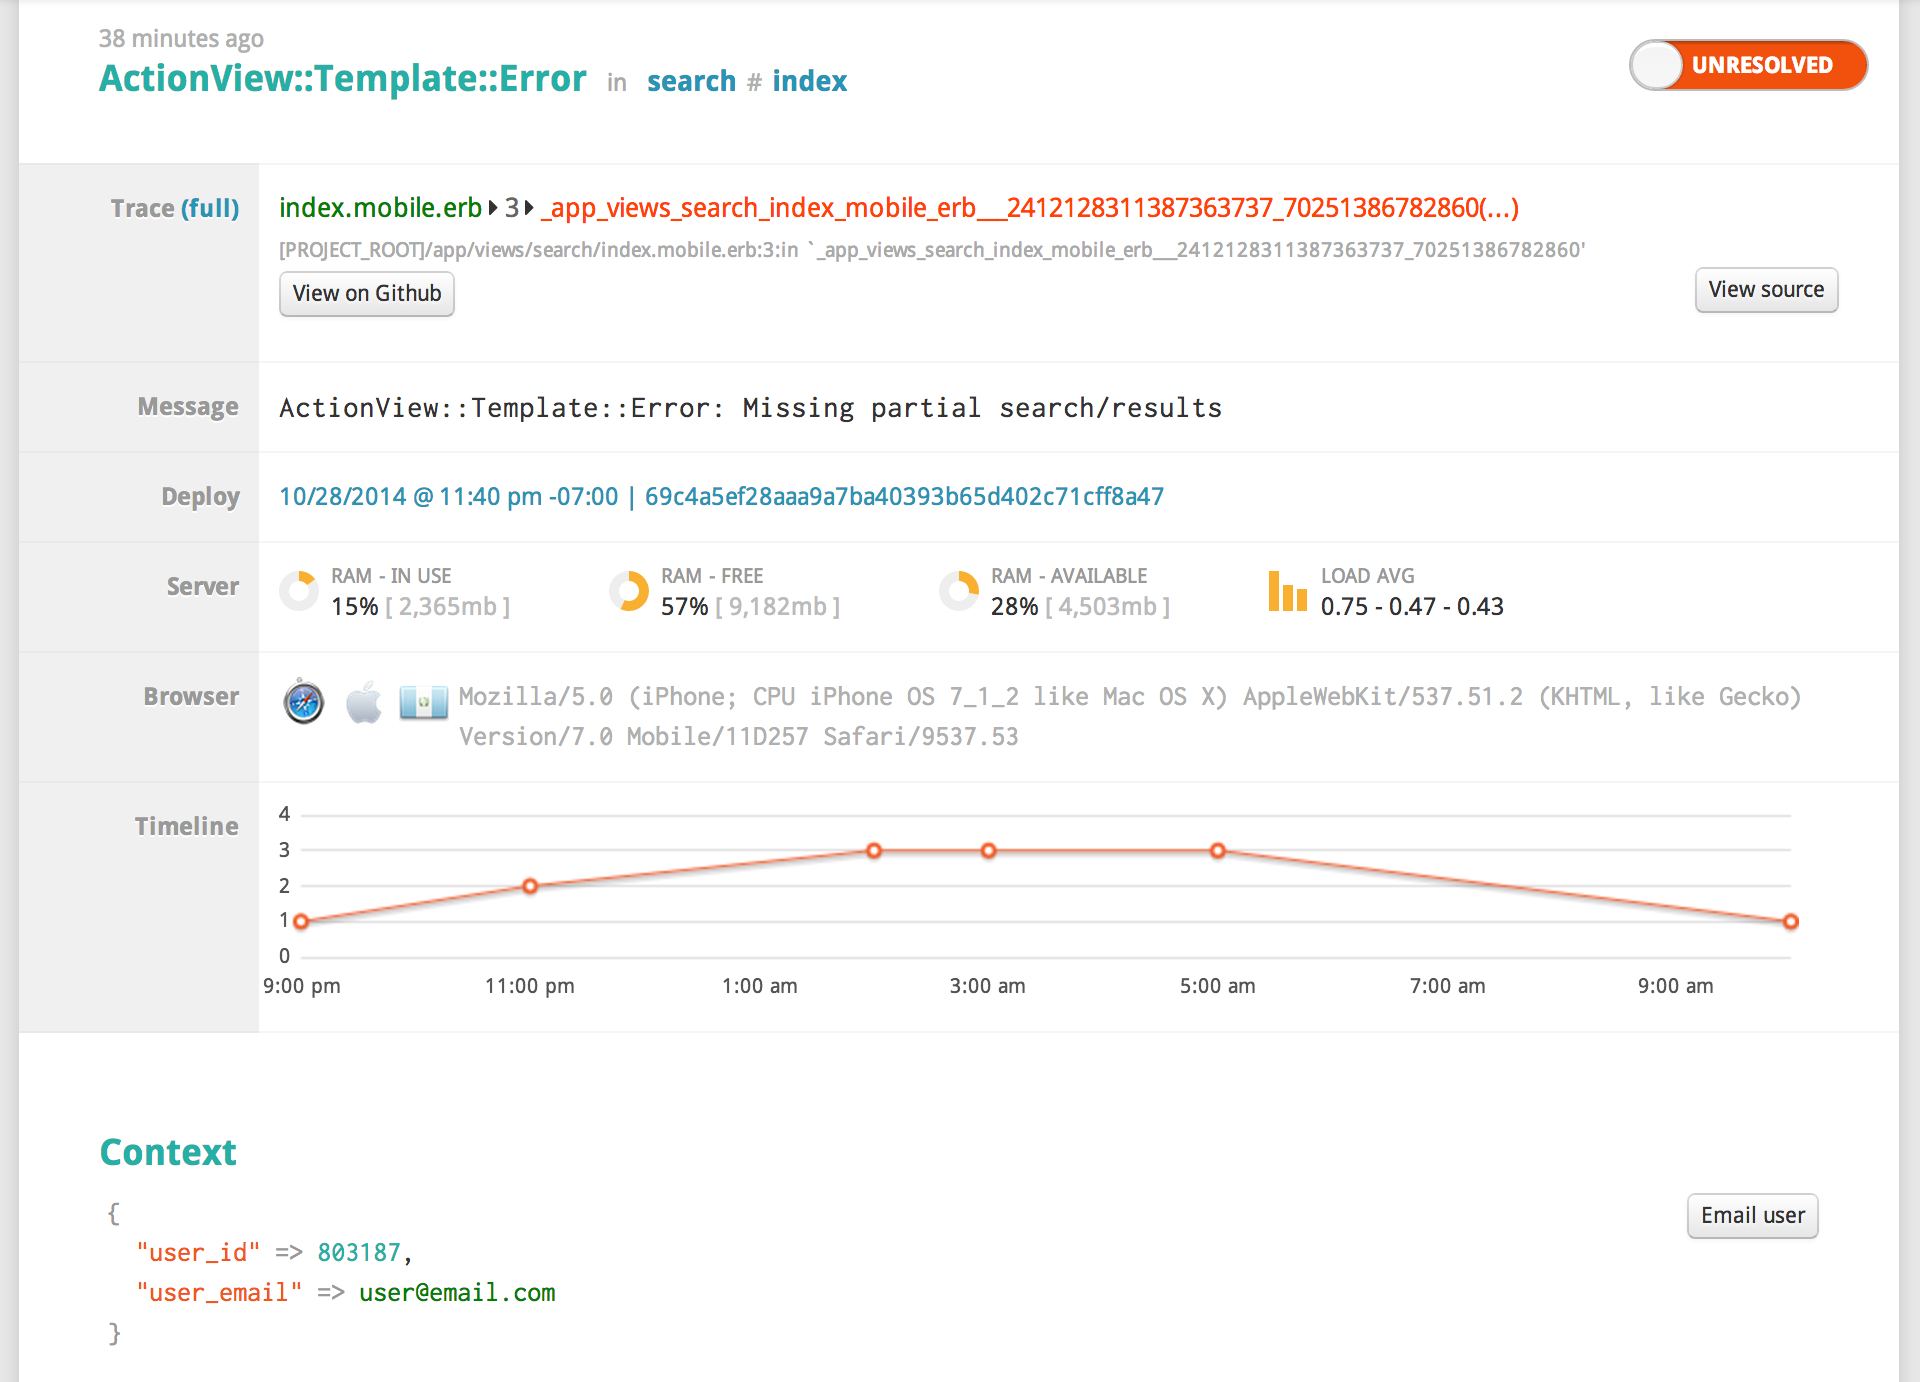 38 minutes ago
ActionView::Template::Error in search # index
UNRESOLVED
Trace (full)
index.mobile.erb 3 _app_views_search_index_mobile_erb___2412128311387363737_70251386782860(...)
[PROJECT_ROOT]/app/views/search/index.mobile.erb:3:in `_app_views_search_index_mobile_erb___2412128311387363737_70251386782860'
View on Github
View source
Message
ActionView::Template::Error: Missing partial search/results
Deploy
10/28/2014 @ 11:40 pm -07:00 | 69c4a5ef28aaa9a7ba40393b65d402c71cff8a47
Server
RAM - IN USE
15% [ 2,365mb ]
RAM - FREE
57% [ 9,182mb ]
RAM - AVAILABLE
28% [ 4,503mb ]
LOAD AVG
0.75 - 0.47 - 0.43
Browser
Mozilla/5.0 (iPhone; CPU iPhone OS 7_1_2 like Mac OS X) AppleWebKit/537.51.2 (KHTML, like Gecko)
Version/7.0 Mobile/11D257 Safari/9537.53
Timeline
4
3
2
1
0
9:00 pm 11:00 pm 1:00 am 3:00 am 5:00 am 7:00 am 9:00 am
Context
{
Email user
"user_id" => 803187,
"user_email" => user@email.com
}